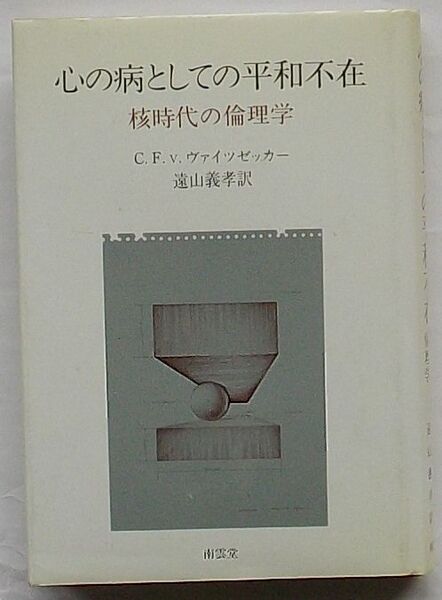 心の病としての平和不在
核時代の倫理学
C. F. v. ヴァイツゼッカー
遠山義孝訳
南雲堂